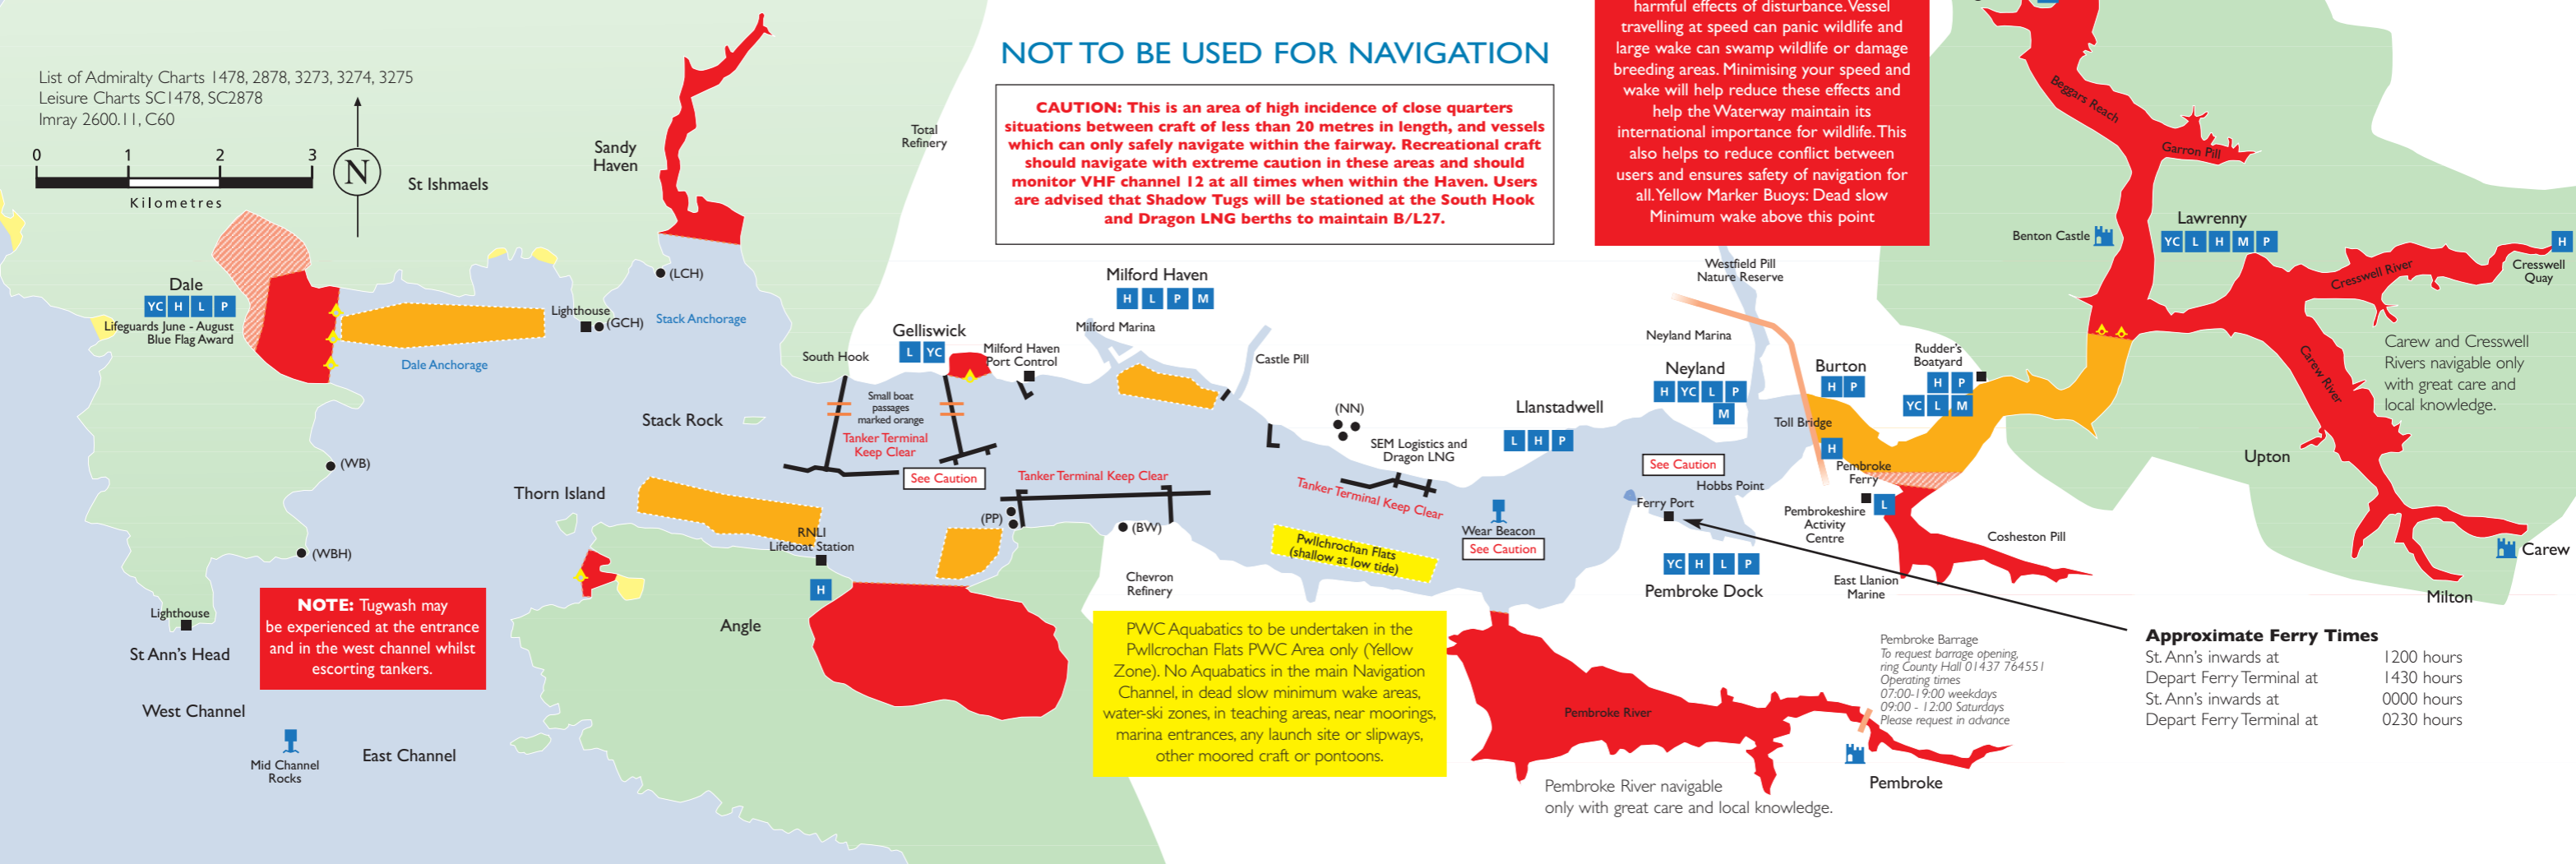 List of Admiralty Charts 1478, 2878, 3273, 3274, 3275
Leisure Charts SC1478, SC2878
Imray 2600.11, C60
0 1 2 3
Kilometres
N
St Ishmaels
Sandy
Haven
Total
Refinery
NOT TO BE USED FOR NAVIGATION
CAUTION: This is an area of high incidence of close quarters
situations between craft of less than 20 metres in length, and vessels
which can only safely navigate within the fairway. Recreational craft
should navigate with extreme caution in these areas and should
monitor VHF channel 12 at all times when within the Haven. Users
are advised that Shadow Tugs will be stationed at the South Hook
and Dragon LNG berths to maintain B/L27.
harmful effects of disturbance. Vessel
travelling at speed can panic wildlife and
large wake can swamp wildlife or damage
breeding areas. Minimising your speed and
wake will help reduce these effects and
help the Waterway maintain its
international importance for wildlife. This
also helps to reduce conflict between
users and ensures safety of navigation for
all. Yellow Marker Buoys: Dead slow
Minimum wake above this point
Beggars Reach
Garron Pill
Benton Castle
Lawrenny
YC L H M P
Cresswell River
H
Cresswell
Quay
Carew River
Carew and Cresswell
Rivers navigable only
with great care and
local knowledge.
Dale
YC H L P
Lifeguards June - August
Blue Flag Award
Dale Anchorage
Lighthouse
(GCH)
(LCH)
Stack Anchorage
South Hook
Gelliswick
L YC
Milford Haven
Port Control
Milford Haven
H L P M
Milford Marina
Castle Pill
Small boat
passages
marked orange
Tanker Terminal
Keep Clear
See Caution
Stack Rock
(WB)
(WBH)
Thorn Island
RNLI
Lifeboat Station
H
Angle
Tanker Terminal Keep Clear
(PP)
(BW)
Chevron
Refinery
(NN)
SEM Logistics and
Dragon LNG
Tanker Terminal Keep Clear
Pwllchrochan Flats
(shallow at low tide)
Llanstadwell
L H P
Wear Beacon
See Caution
Westfield Pill
Nature Reserve
Neyland Marina
Neyland
H YC L P
M
See Caution
Hobbs Point
Ferry Port
YC H L P
Pembroke Dock
Burton
H P
Toll Bridge
H
Pembroke
Ferry
L
Pembrokeshire
Activity
Centre
Rudder's
Boatyard
H P
YC L M
Cosheston Pill
East Llanion
Marine
Upton
Carew
Milton
Lighthouse
St Ann's Head
NOTE: Tugwash may
be experienced at the entrance
and in the west channel whilst
escorting tankers.
West Channel
Mid Channel
Rocks
East Channel
PWC Aquabatics to be undertaken in the
Pwllcrochan Flats PWC Area only (Yellow
Zone). No Aquabatics in the main Navigation
Channel, in dead slow minimum wake areas,
water-ski zones, in teaching areas, near moorings,
marina entrances, any launch site or slipways,
other moored craft or pontoons.
Pembroke River
Pembroke River navigable
only with great care and local knowledge.
Pembroke Barrage
To request barrage opening,
ring County Hall 01437 764551
Operating times
07:00-19:00 weekdays
09:00 - 12:00 Saturdays
Please request in advance
Pembroke
Approximate Ferry Times
St. Ann's inwards at 1200 hours
Depart Ferry Terminal at 1430 hours
St. Ann's inwards at 0000 hours
Depart Ferry Terminal at 0230 hours